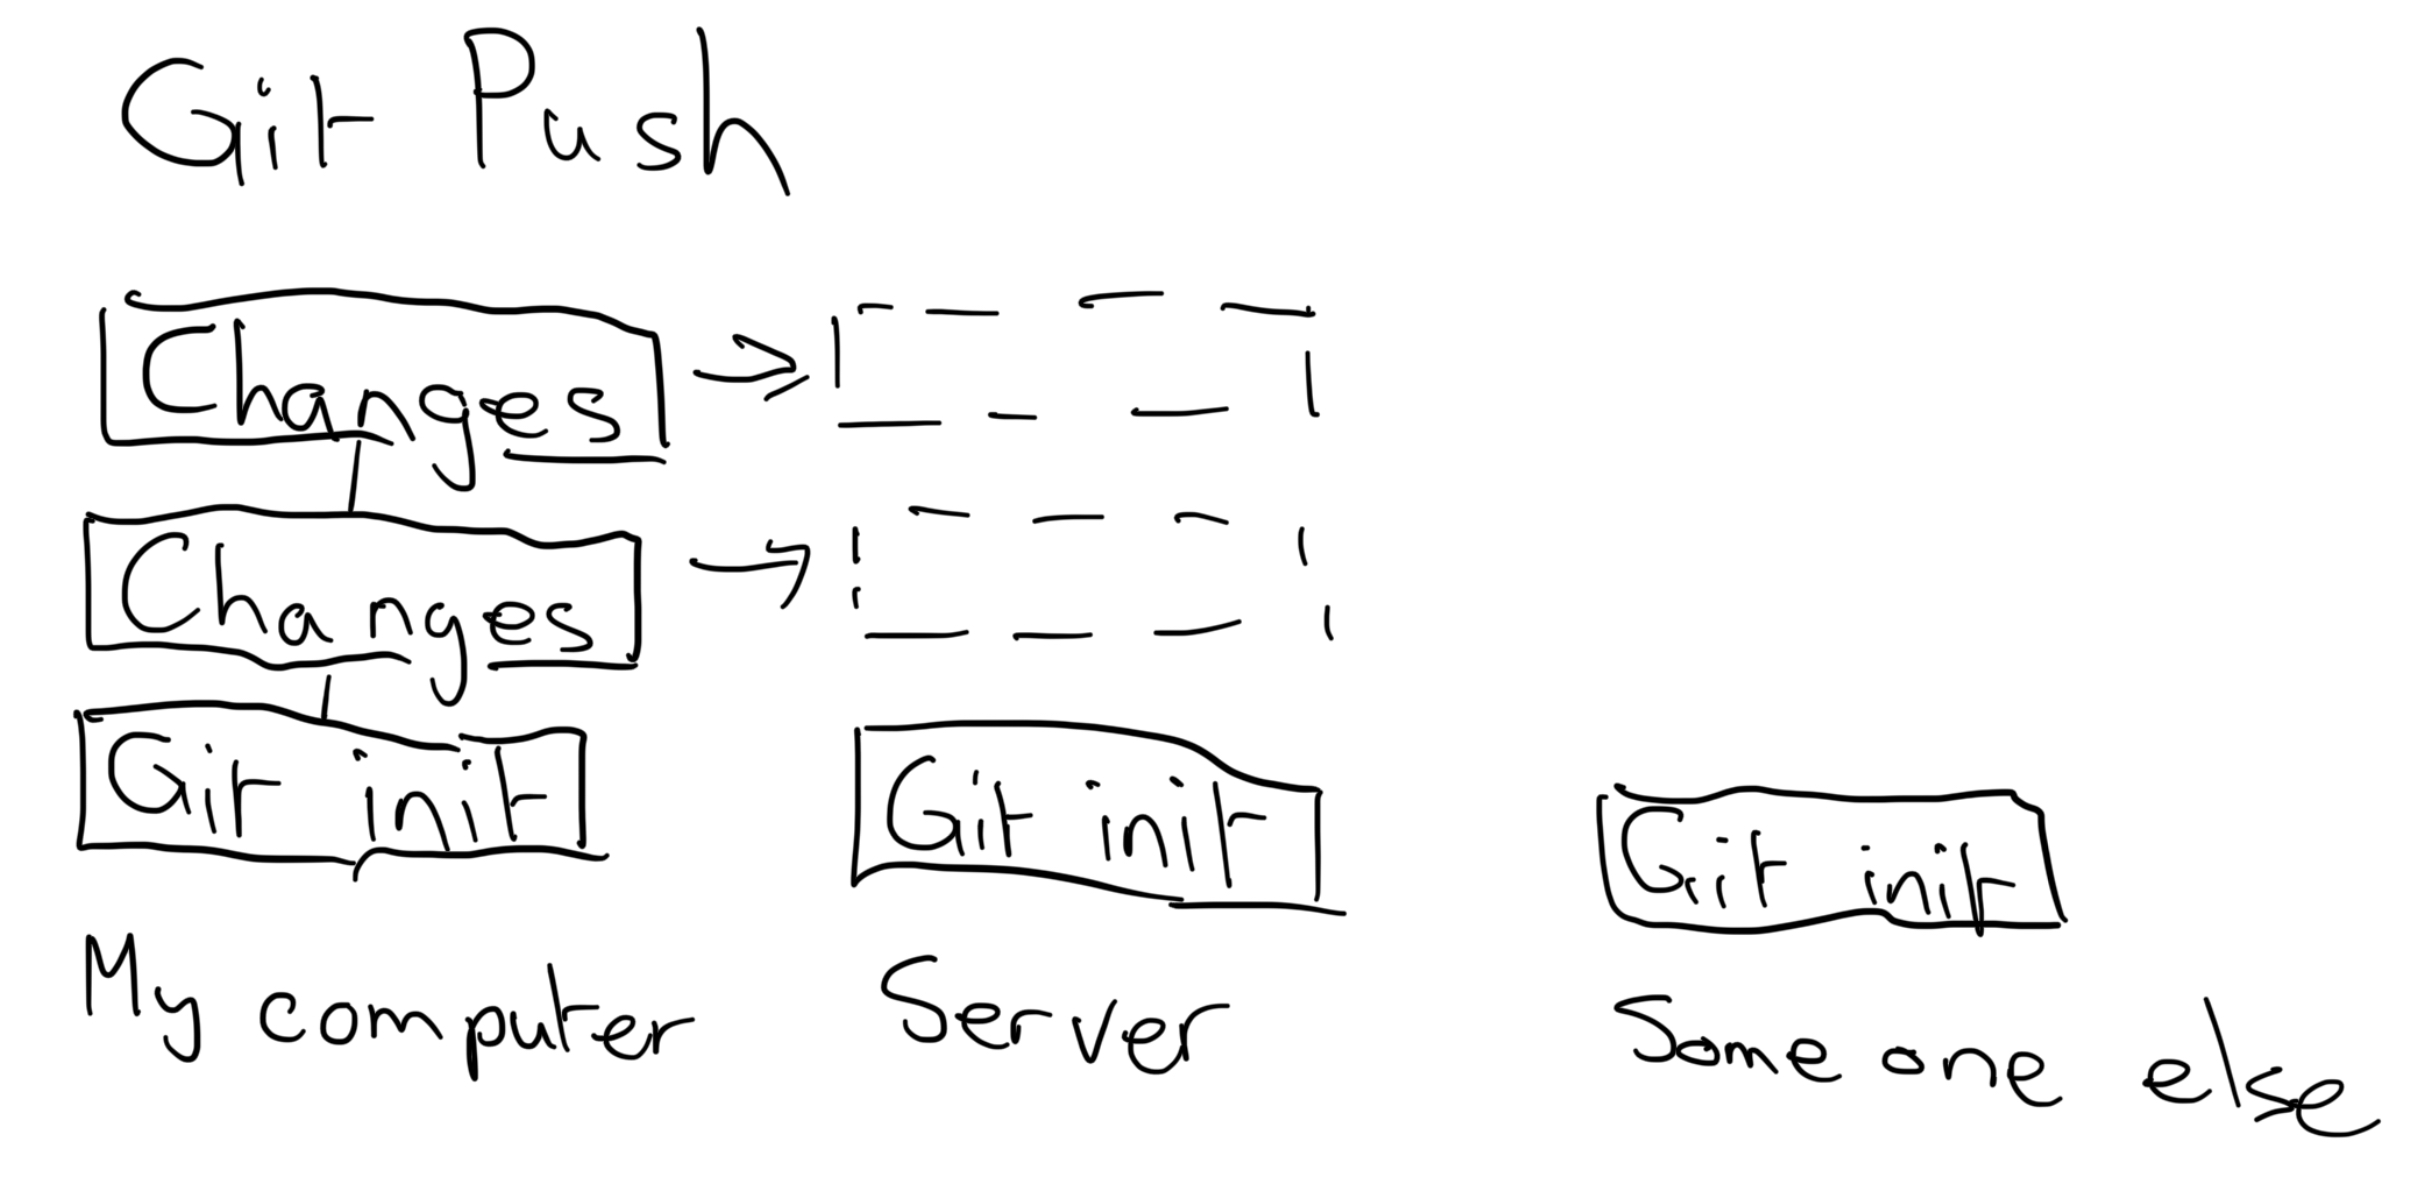 Git Push
Changes
Changes
Git init
Git init
Git init
My computer
Server
Some one else